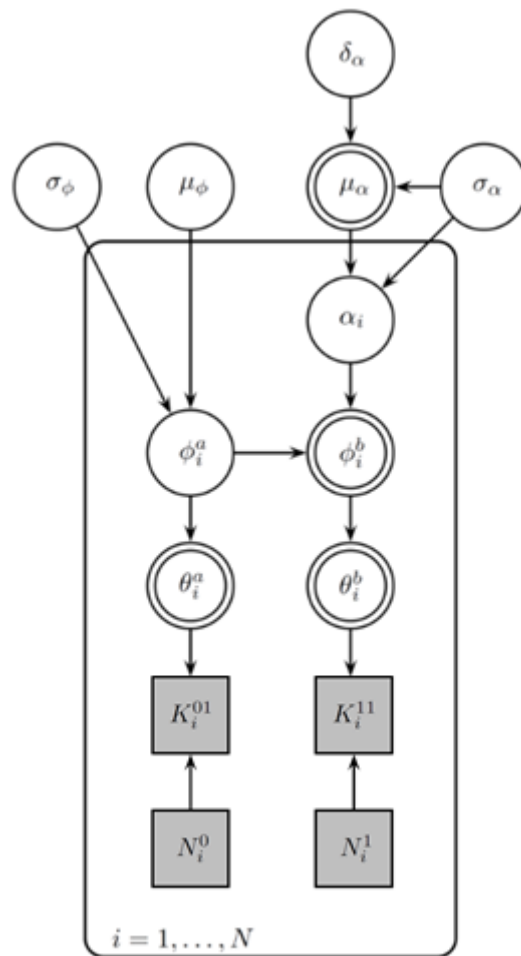 δ_α
σ_ϕ
μ_ϕ
μ_α
σ_α
α_i
ϕ_i^a
ϕ_i^b
θ_i^a
θ_i^b
K_i^{01}
K_i^{11}
N_i^0
N_i^1
i = 1, . . . , N